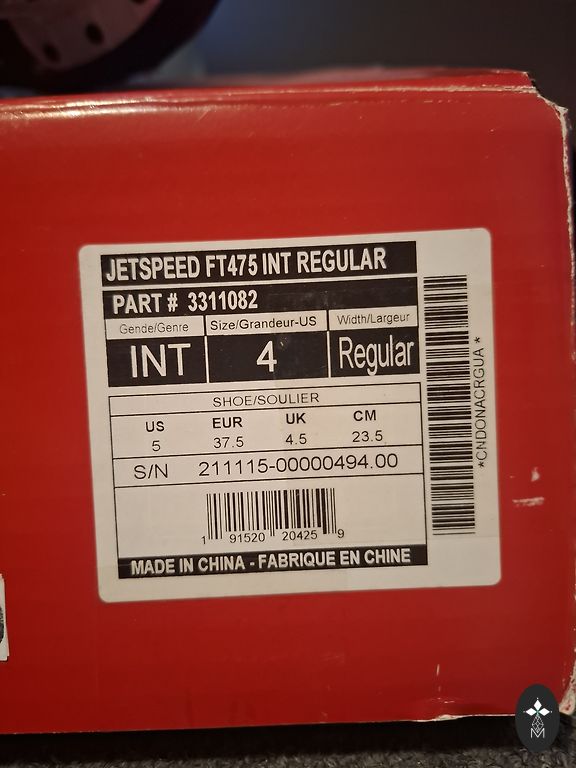 JETSPEED FT475 INT REGULAR
PART # 3311082
Gende/Genre Size/Grandeur-US Width/Largeur
INT 4 Regular
SHOE/SOULIER
US EUR UK CM
5 37.5 4.5 23.5
S/N 211115-00000494.00
1 91520 20425 9
MADE IN CHINA - FABRIQUE EN CHINE
*CNDONACRGUA*
M